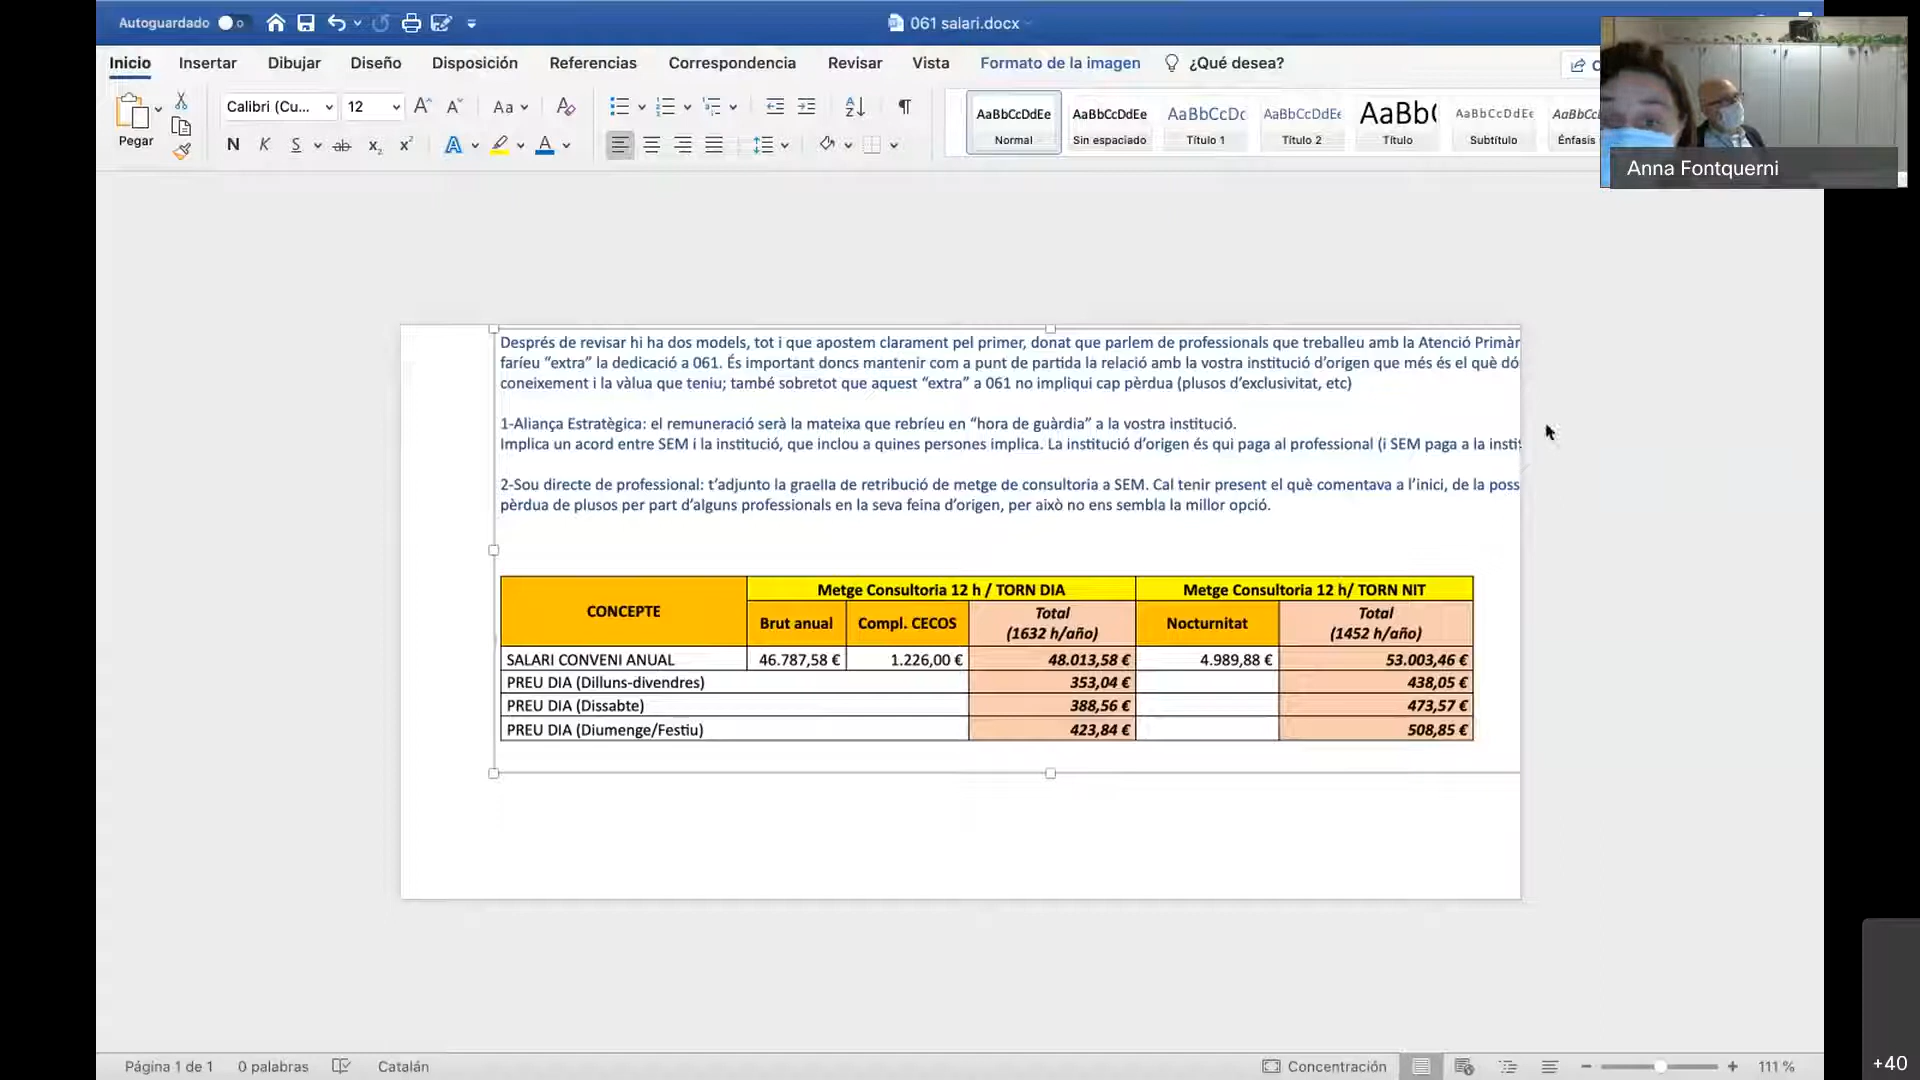 Autoguardado
061 salari.docx
Inicio Insertar Dibujar Diseño Disposición Referencias Correspondencia Revisar Vista Formato de la imagen ¿Qué desea?
Pegar
Calibri (Cu... 12 Aa
N K S ab x₂ x² A A
AaBbCcDdEe AaBbCcDdEe AaBbCcDc AaBbCcDdEe AaBb( AaBbCcDdEe AaBbCc
Normal Sin espaciado Título 1 Título 2 Título Subtítulo Énfasis
Anna Fontquerni
Després de revisar hi ha dos models, tot i que apostem clarament pel primer, donat que parlem de professionals que treballeu amb la Atenció Primàr
faríeu “extra” la dedicació a 061. És important doncs mantenir com a punt de partida la relació amb la vostra institució d’origen que més és el què dó
coneixement i la vàlua que teniu; també sobretot que aquest “extra” a 061 no impliqui cap pèrdua (plusos d’exclusivitat, etc)
1-Aliança Estratègica: el remuneració serà la mateixa que rebríeu en “hora de guàrdia” a la vostra institució.
Implica un acord entre SEM i la institució, que inclou a quines persones implica. La institució d’origen és qui paga al professional (i SEM paga a la insti
2-Sou directe de professional: t’adjunto la graella de retribució de metge de consultoria a SEM. Cal tenir present el què comentava a l’inici, de la poss
pèrdua de plusos per part d’alguns professionals en la seva feina d’origen, per això no ens sembla la millor opció.
CONCEPTE Metge Consultoria 12 h / TORN DIA Metge Consultoria 12 h/ TORN NIT
Brut anual Compl. CECOS Total (1632 h/año) Nocturnitat Total (1452 h/año)
SALARI CONVENI ANUAL 46.787,58 € 1.226,00 € 48.013,58 € 4.989,88 € 53.003,46 €
PREU DIA (Dilluns-divendres) 353,04 € 438,05 €
PREU DIA (Dissabte) 388,56 € 473,57 €
PREU DIA (Diumenge/Festiu) 423,84 € 508,85 €
Página 1 de 1 0 palabras Catalán Concentración 111 %
+40